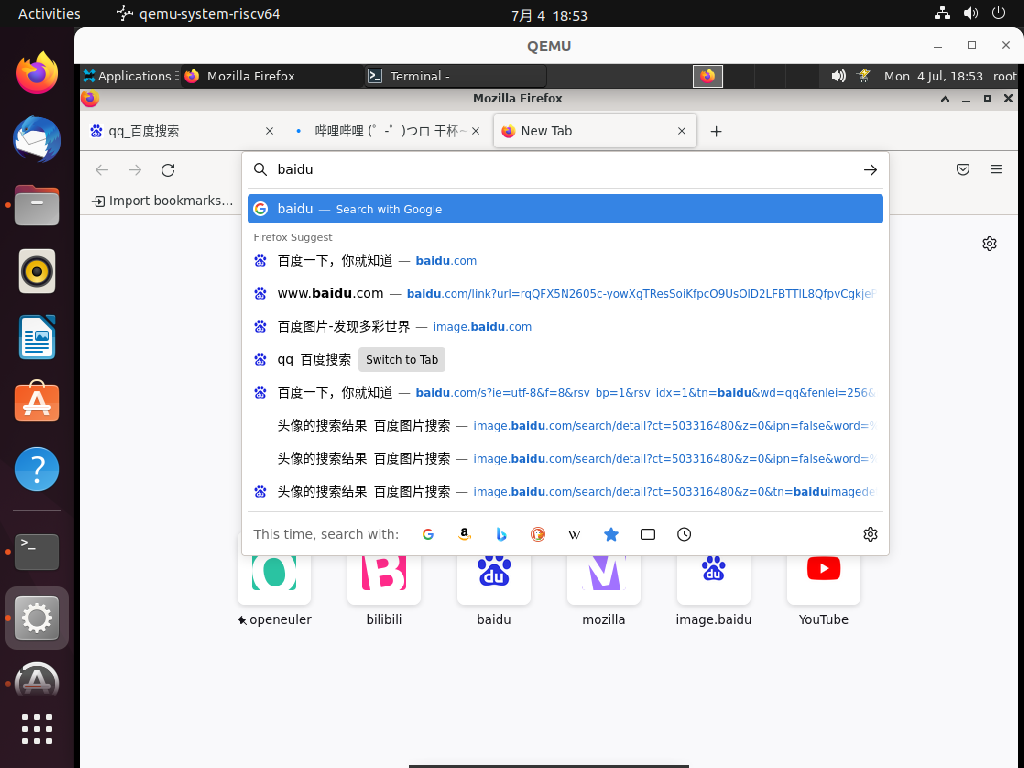 Activities qemu-system-riscv64 7月 4 18:53
QEMU
Applications Mozilla Firefox Terminal - Mon 4 Jul, 18:53 root
Mozilla Firefox
qq_百度搜索 哔哩哔哩 (゜-゜)つロ 干杯~ New Tab
baidu
Import bookmarks...
baidu — Search with Google
Firefox Suggest
百度一下，你就知道 — baidu.com
www.baidu.com — baidu.com/link?url=
百度图片-发现多彩世界 — image.baidu.com
qq 百度搜索 Switch to Tab
百度一下，你就知道 — baidu.com/s?ie=utf-8&f=8&rsv_bp=1&rsv_idx=1&tn=baidu&wd=qq&fenlei=256&
头像的搜索结果 百度图片搜索 — image.baidu.com/search/detail?ct=503316480&z=0&ipn=false&word=
头像的搜索结果 百度图片搜索 — image.baidu.com/search/detail?ct=503316480&z=0&ipn=false&word=
头像的搜索结果 百度图片搜索 — image.baidu.com/search/detail?ct=503316480&z=0&tn=baiduimagede
This time, search with:
openeuler bilibili baidu mozilla image.baidu YouTube